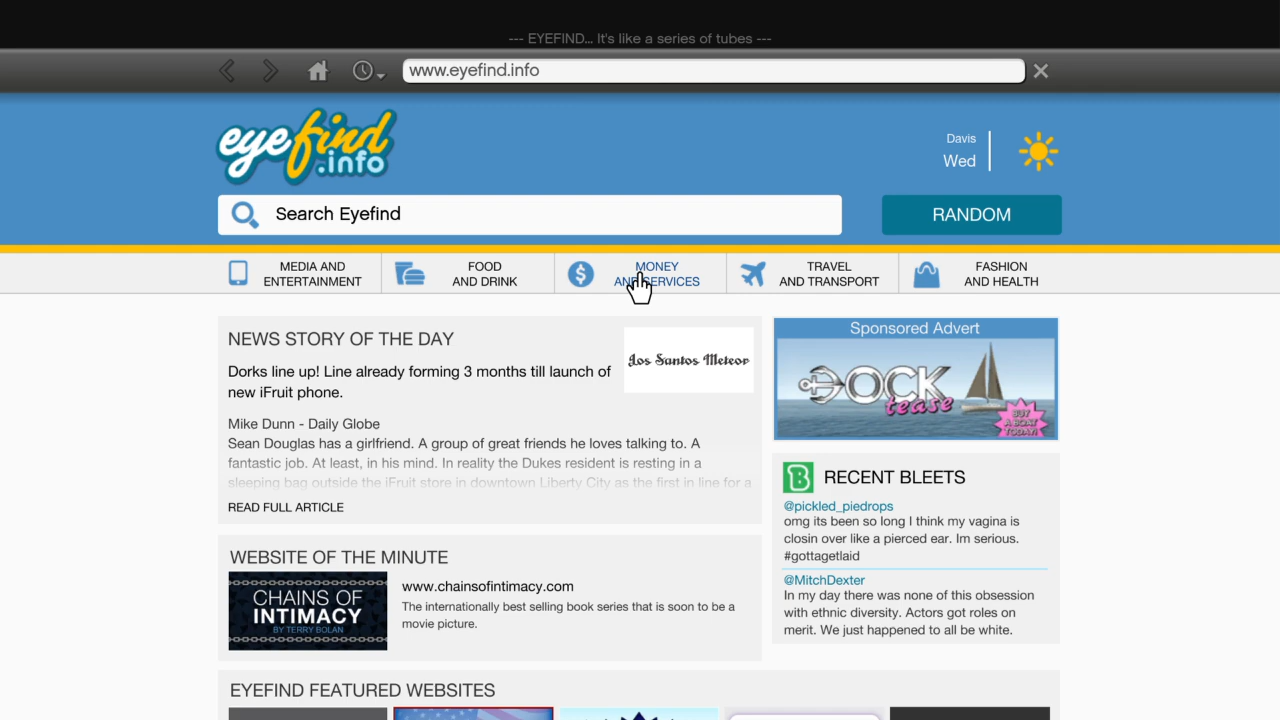 --- EYEFIND... It's like a series of tubes ---
www.eyefind.info
eyefind
.info
Davis
Wed
Search Eyefind
RANDOM
MEDIA AND
ENTERTAINMENT
FOOD
AND DRINK
MONEY
AND SERVICES
TRAVEL
AND TRANSPORT
FASHION
AND HEALTH
NEWS STORY OF THE DAY
Los Santos Meteor
Dorks line up! Line already forming 3 months till launch of
new iFruit phone.
Mike Dunn - Daily Globe
Sean Douglas has a girlfriend. A group of great friends he loves talking to. A
fantastic job. At least, in his mind. In reality the Dukes resident is resting in a
sleeping bag outside the iFruit store in downtown Liberty City as the first in line for a
READ FULL ARTICLE
Sponsored Advert
DOCK
tease
BUY
A BOAT
TODAY!
RECENT BLEETS
@pickled_piedrops
omg its been so long I think my vagina is
closin over like a pierced ear. Im serious.
#gottagetlaid
@MitchDexter
In my day there was none of this obsession
with ethnic diversity. Actors got roles on
merit. We just happened to all be white.
WEBSITE OF THE MINUTE
CHAINS OF
INTIMACY
BY TERRY BOLAN
www.chainsofintimacy.com
The internationally best selling book series that is soon to be a
movie picture.
EYEFIND FEATURED WEBSITES